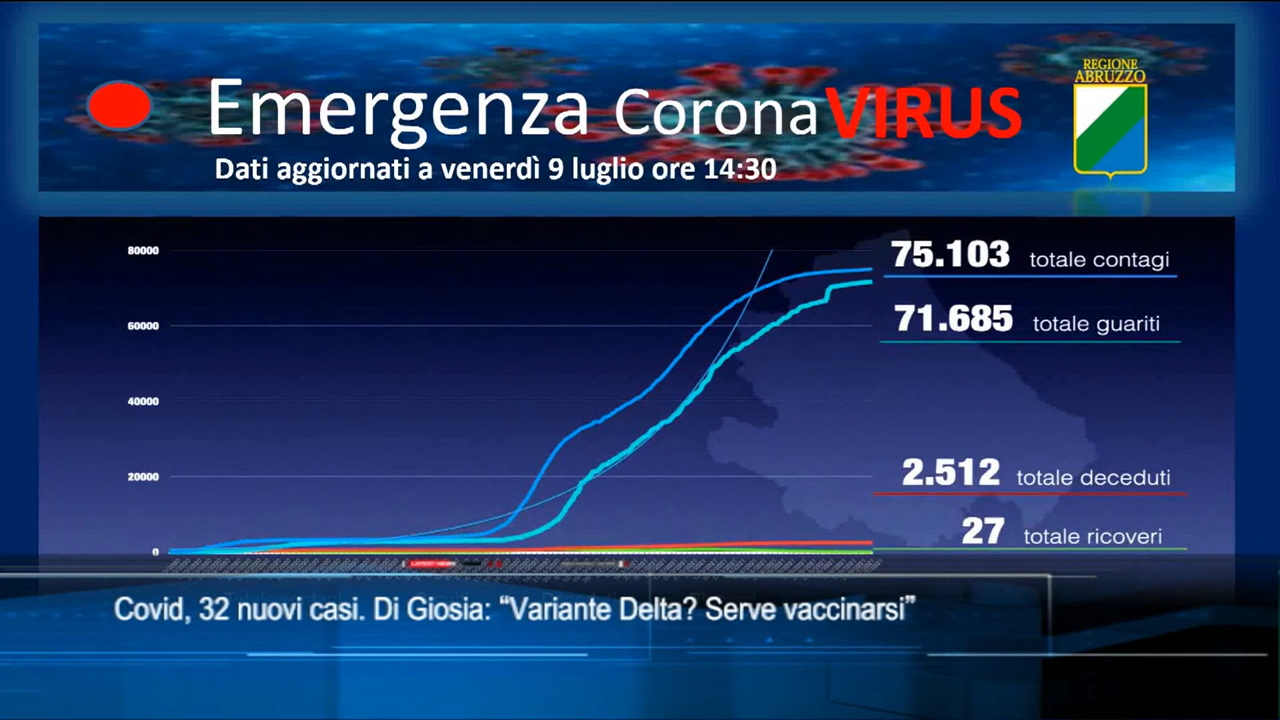 Emergenza CoronaVIRUS
REGIONE
ABRUZZO
Dati aggiornati a venerdì 9 luglio ore 14:30
80000
60000
40000
20000
0
75.103 totale contagi
71.685 totale guariti
2.512 totale deceduti
27 totale ricoveri
LATEST NEWS
Covid, 32 nuovi casi. Di Giosia: “Variante Delta? Serve vaccinarsi”